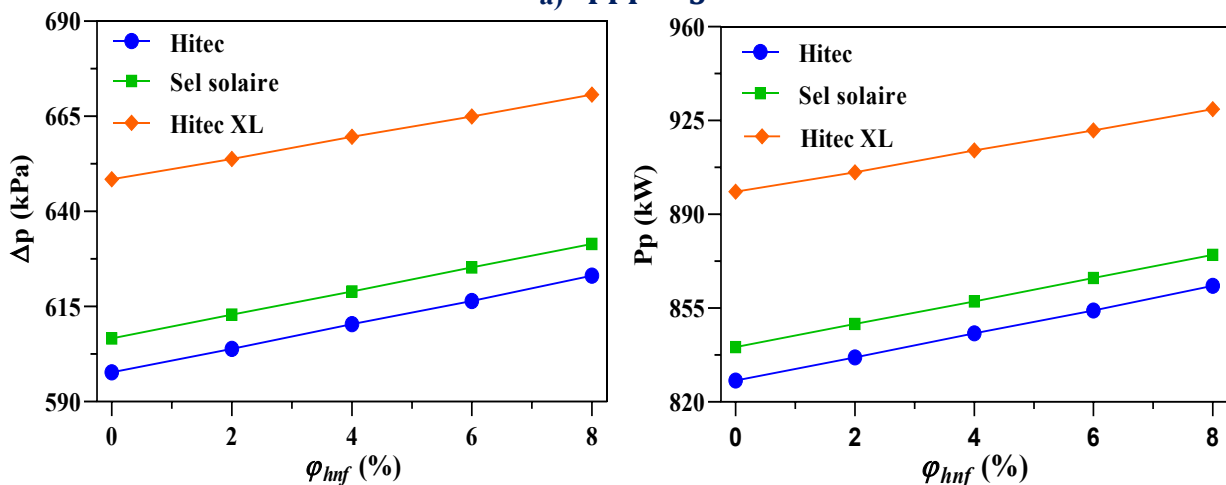 690
665
640
615
590
Δp (kPa)
Hitec
Sel solaire
Hitec XL
0 2 4 6 8
φhnf (%)
960
925
890
855
820
Pp (kW)
Hitec
Sel solaire
Hitec XL
0 2 4 6 8
φhnf (%)